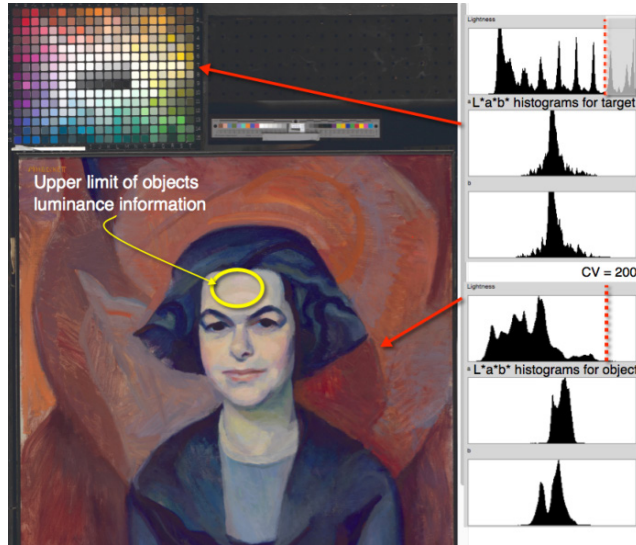 Lightness
a
L*a*b* histograms for target
b
CV = 200
Upper limit of objects
luminance information
Lightness
a
L*a*b* histograms for object
b